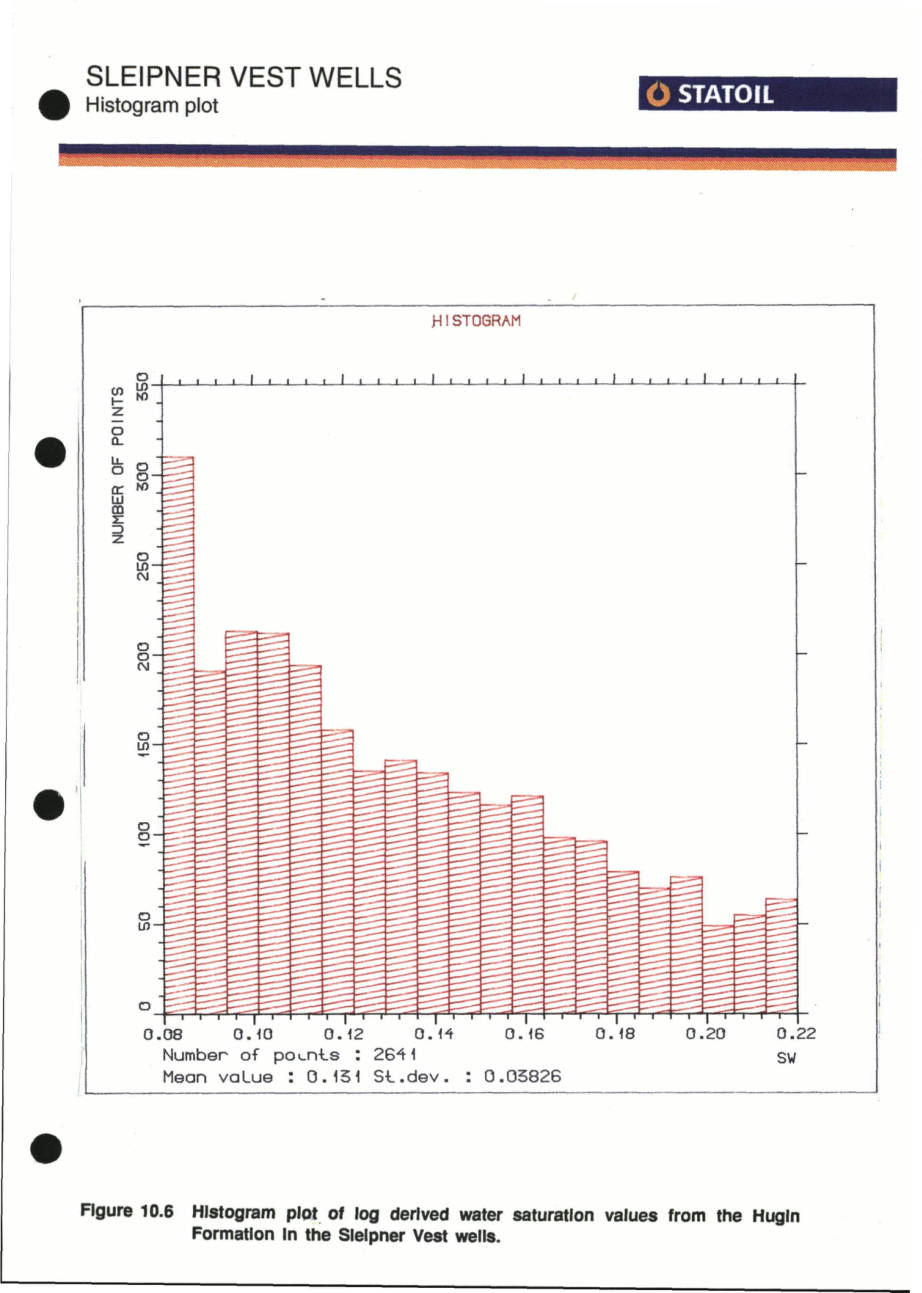 SLEIPNER VEST WELLS
Histogram plot
STATOIL
HISTOGRAM
NUMBER OF POINTS
350
300
250
200
150
100
50
0
0.08 0.10 0.12 0.14 0.16 0.18 0.20 0.22
Number of points : 2641
SW
Mean value : 0.131 St.dev. : 0.03826
Figure 10.6 Histogram plot of log derived water saturation values from the Hugin
Formation in the Sleipner Vest wells.